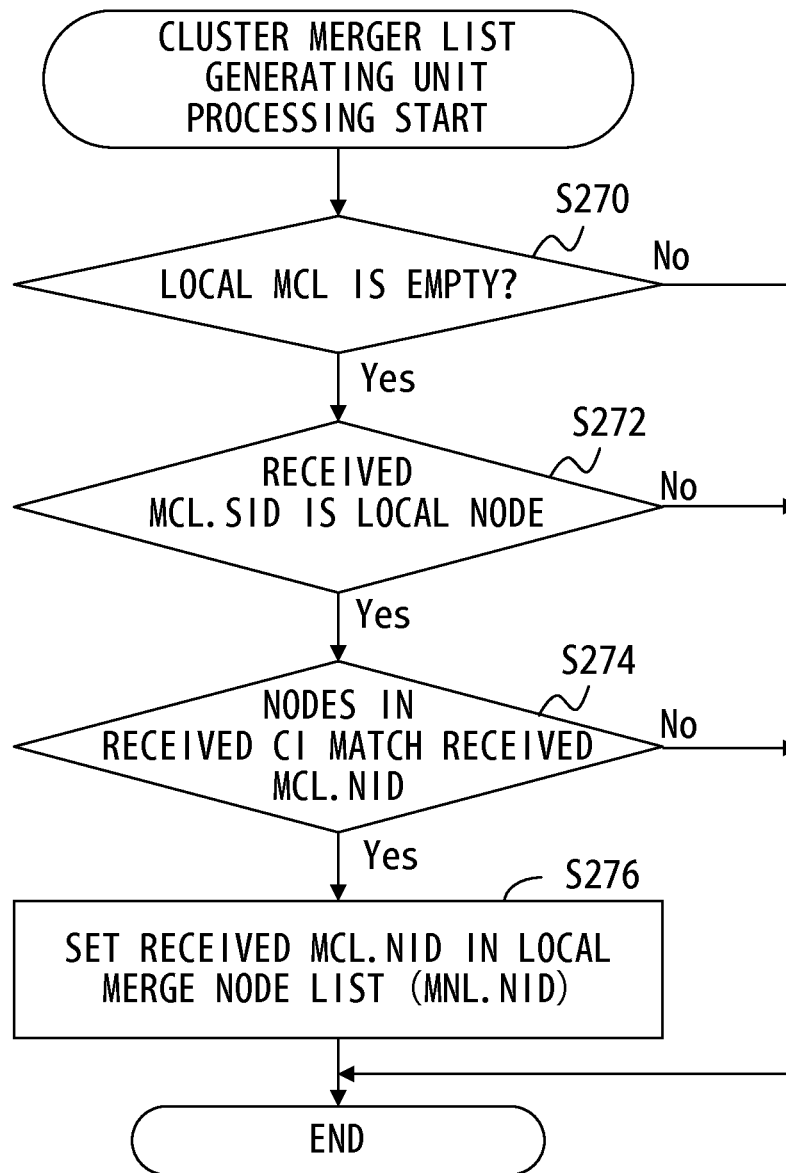 CLUSTER MERGER LIST
GENERATING UNIT
PROCESSING START
S270
LOCAL MCL IS EMPTY?
No
Yes
S272
RECEIVED
MCL.SID IS LOCAL NODE
No
Yes
S274
NODES IN
RECEIVED CI MATCH RECEIVED
MCL.NID
No
Yes
S276
SET RECEIVED MCL.NID IN LOCAL
MERGE NODE LIST (MNL.NID)
END